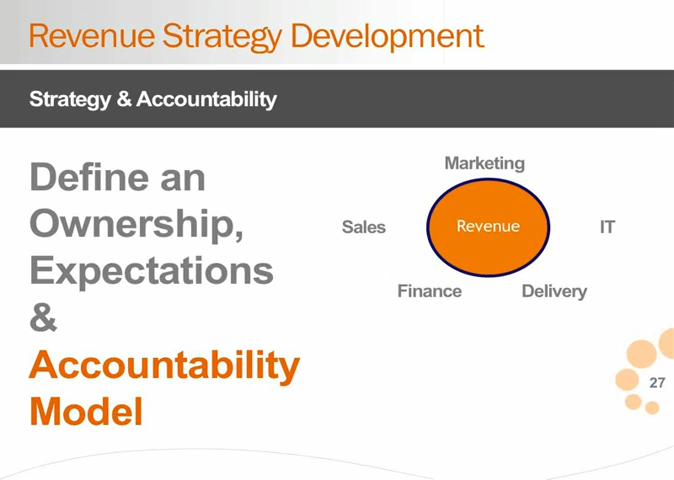 Revenue Strategy Development
Strategy & Accountability
Define an
Ownership,
Expectations
&
Accountability
Model
Marketing
Sales
Revenue
IT
Finance
Delivery
27